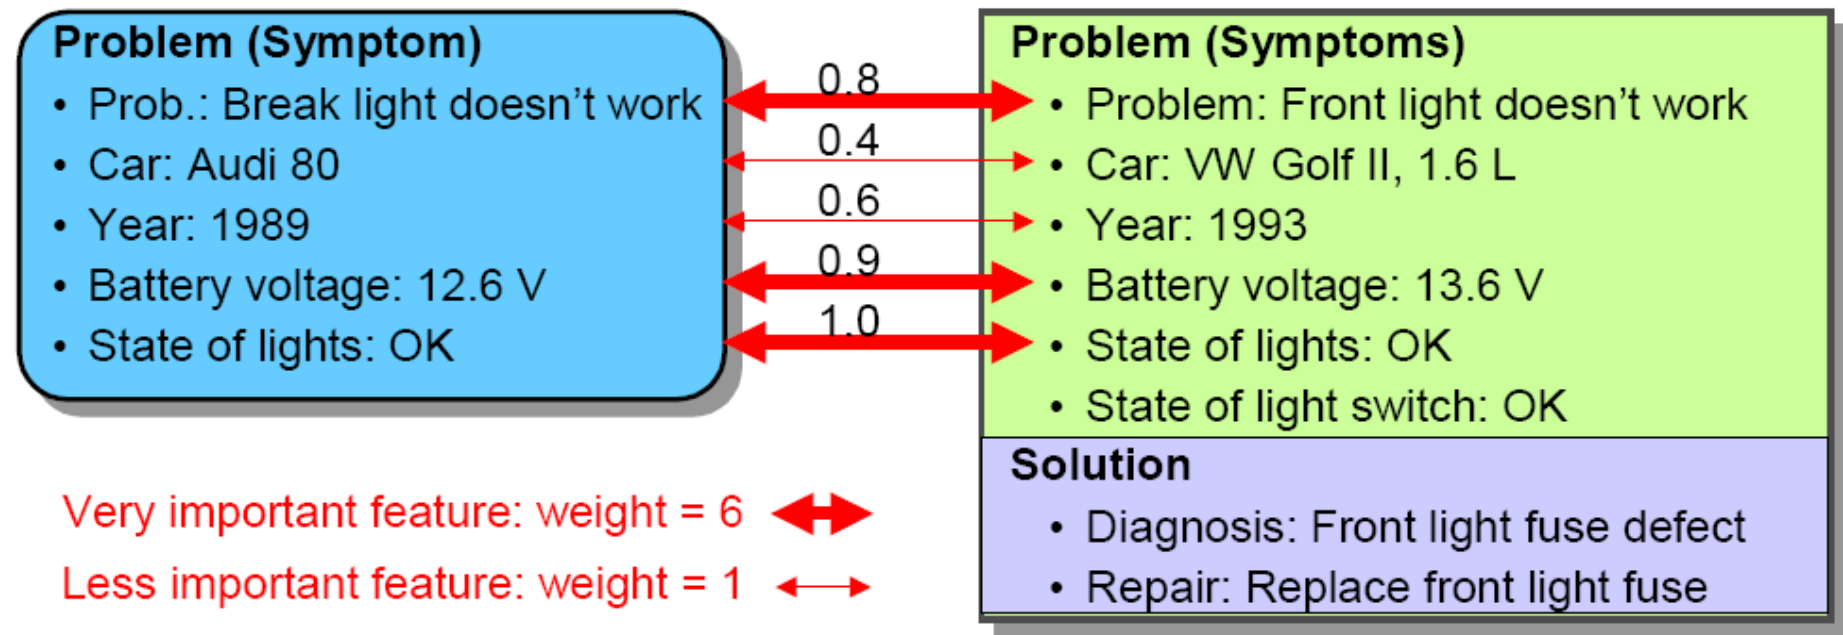 Problem (Symptom)
• Prob.: Break light doesn't work
• Car: Audi 80
• Year: 1989
• Battery voltage: 12.6 V
• State of lights: OK
0.8
0.4
0.6
0.9
1.0
Problem (Symptoms)
• Problem: Front light doesn't work
• Car: VW Golf II, 1.6 L
• Year: 1993
• Battery voltage: 13.6 V
• State of lights: OK
• State of light switch: OK
Solution
• Diagnosis: Front light fuse defect
• Repair: Replace front light fuse
Very important feature: weight = 6
Less important feature: weight = 1